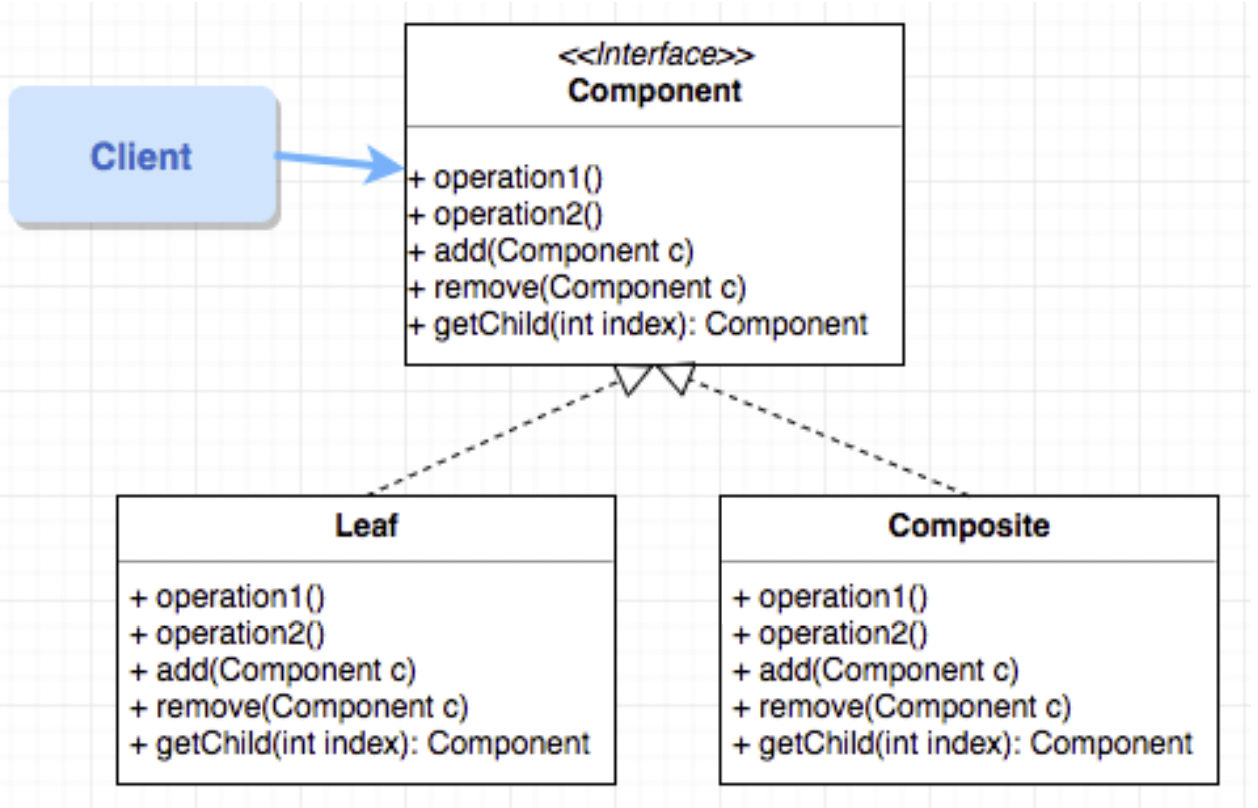 <<Interface>>
Component
Client
+ operation1()
+ operation2()
+ add(Component c)
+ remove(Component c)
+ getChild(int index): Component
Leaf
+ operation1()
+ operation2()
+ add(Component c)
+ remove(Component c)
+ getChild(int index): Component
Composite
+ operation1()
+ operation2()
+ add(Component c)
+ remove(Component c)
+ getChild(int index): Component